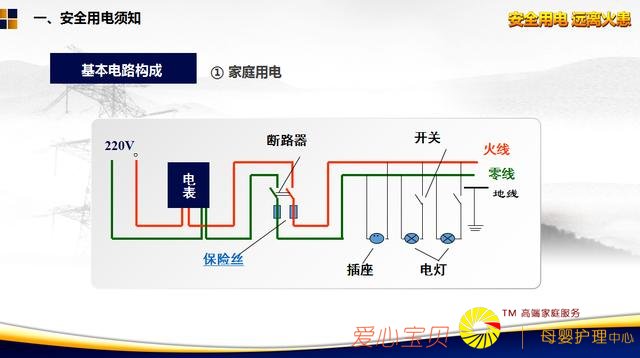 一、安全用电须知
安全用电 远离火患
基本电路构成
① 家庭用电
220V
断路器
开关
火线
零线
地线
电表
保险丝
插座
电灯
TM 高端家庭服务
爱心宝贝
母婴护理中心